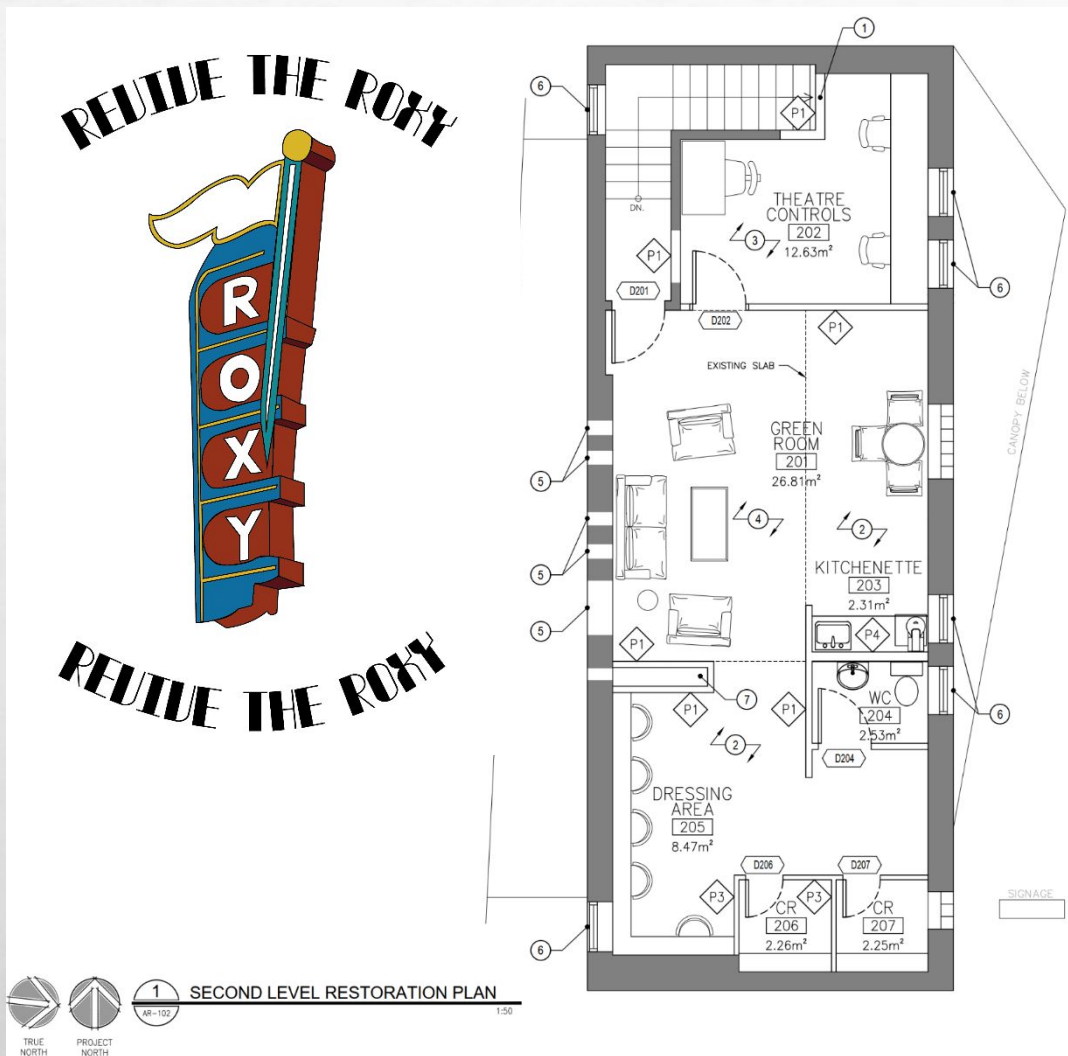 REVIVE THE ROXY
ROXY
REVIVE THE ROXY
1
6
P1
THEATRE
CONTROLS
202
12.63m²
3
DN.
P1
6
D201
D202
P1
EXISTING SLAB
CANOPY BELOW
GREEN
ROOM
201
26.81m²
5
4
2
5
KITCHENETTE
203
2.31m²
5
P4
P1
7
WC
204
2.53m²
6
P1
P1
2
D204
DRESSING
AREA
205
8.47m²
D206
D207
P3
P3
SIGNAGE
CR
206
2.26m²
CR
207
2.25m²
6
1
AR-102
SECOND LEVEL RESTORATION PLAN
1:50
TRUE
NORTH
PROJECT
NORTH